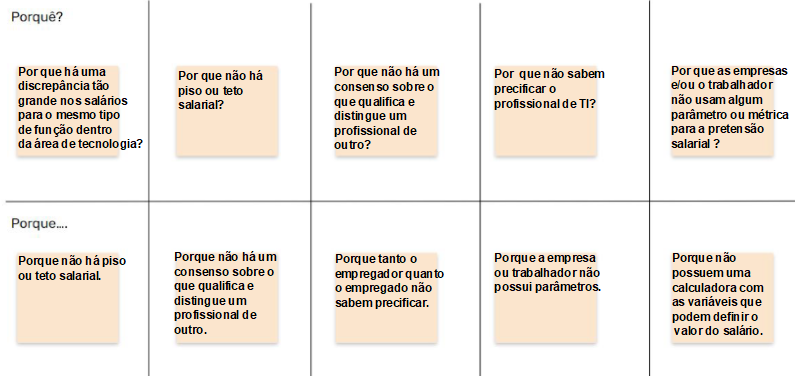 Porquê?
Por que há uma
discrepância tão
grande nos salários
para o mesmo tipo
de função dentro
da área de tecnologia?
Por que não há
piso ou teto
salarial?
Por que não há um
consenso sobre o
que qualifica e
distingue um
profissional de
outro?
Por que não sabem
precificar o
profissional de TI?
Por que as empresas
e/ou o trabalhador
não usam algum
parâmetro ou métrica
para a pretensão
salarial ?
Porque....
Porque não há piso
ou teto salarial.
Porque não há um
consenso sobre o
que qualifica e
distingue um
profissional de
outro.
Porque tanto o
empregador quanto
o empregado não
sabem precificar.
Porque a empresa
ou trabalhador não
possui parâmetros.
Porque não
possuem uma
calculadora com
as variáveis que
podem definir o
valor do salário.